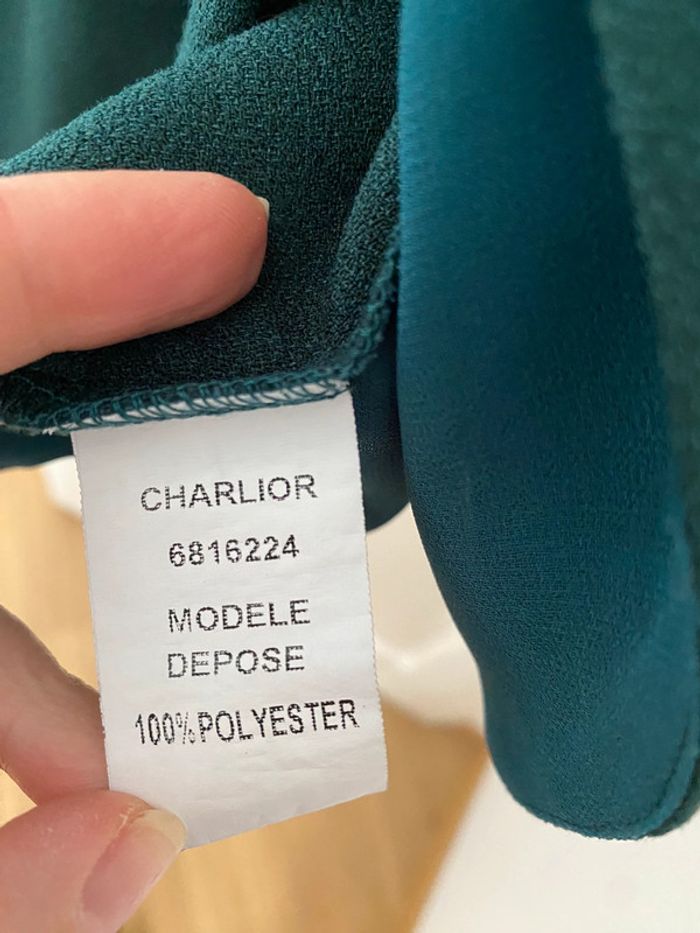 CHARLIOR
6816224
MODELE
DEPOSE
100%POLYESTER